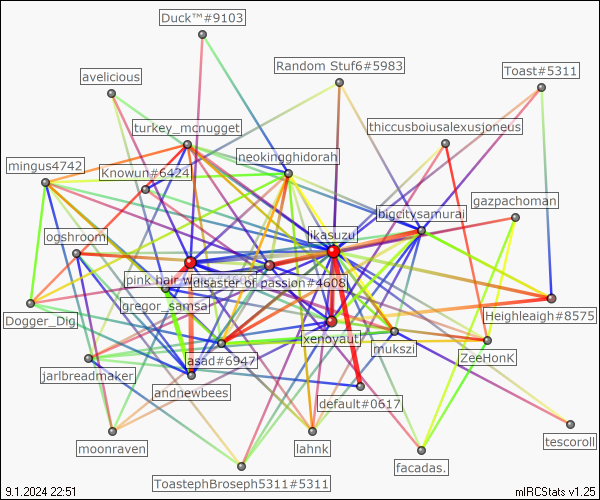 Duck™#9103
Random Stuf6#5983
Toast#5311
avelicious
turkey_mcnugget
thiccusboiusalexusjoneus
neokingghidorah
mingus4742
Knowun#6424
gazpachoman
bigcitysamurai
ogshroom
ikasuzu
pink hair
disaster of passion#4608
gregor_samsa
Dogger_Dig
Heighleaigh#8575
xenoyaut
mukszi
ZeeHonK
asad#6947
jarlbreadmaker
andnewbees
default#0617
moonraven
lahnk
tescoroll
facadas.
ToastephBroseph5311#5311
9.1.2024 22:51
mIRCStats v1.25